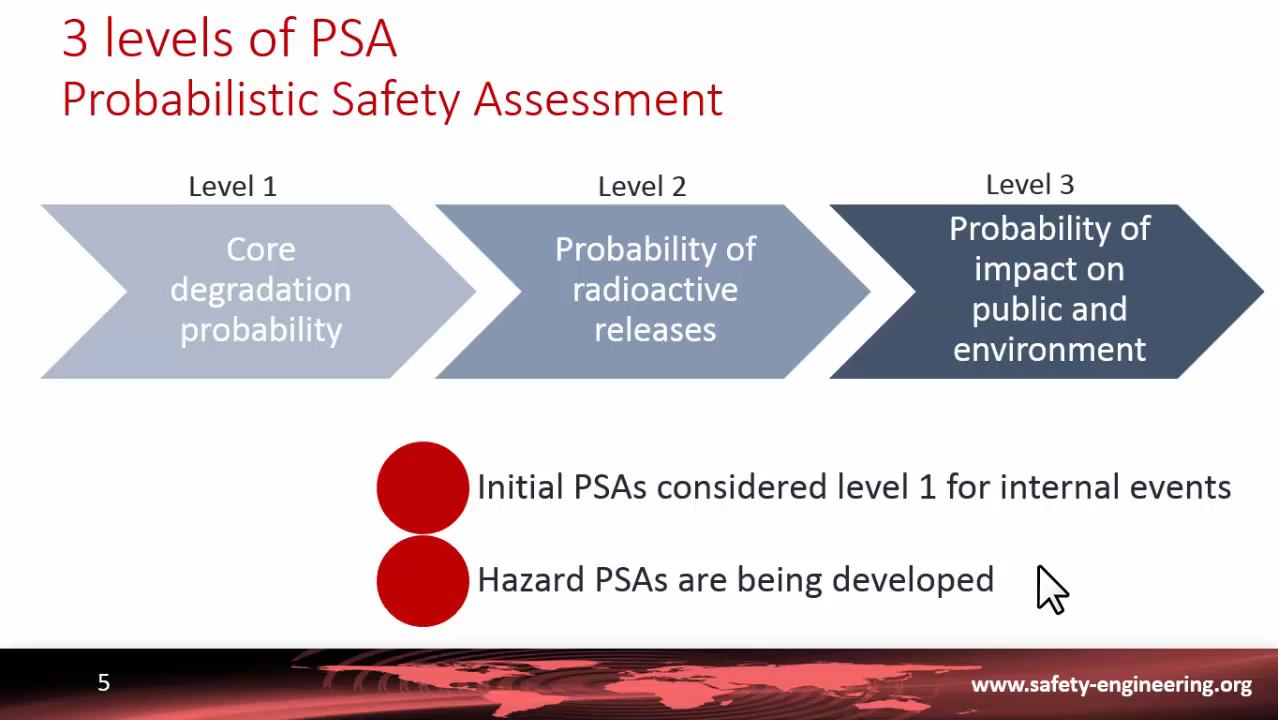 3 levels of PSA
Probabilistic Safety Assessment
Level 1
Core
degradation
probability
Level 2
Probability of
radioactive
releases
Level 3
Probability of
impact on
public and
environment
Initial PSAs considered level 1 for internal events
Hazard PSAs are being developed
5
www.safety-engineering.org